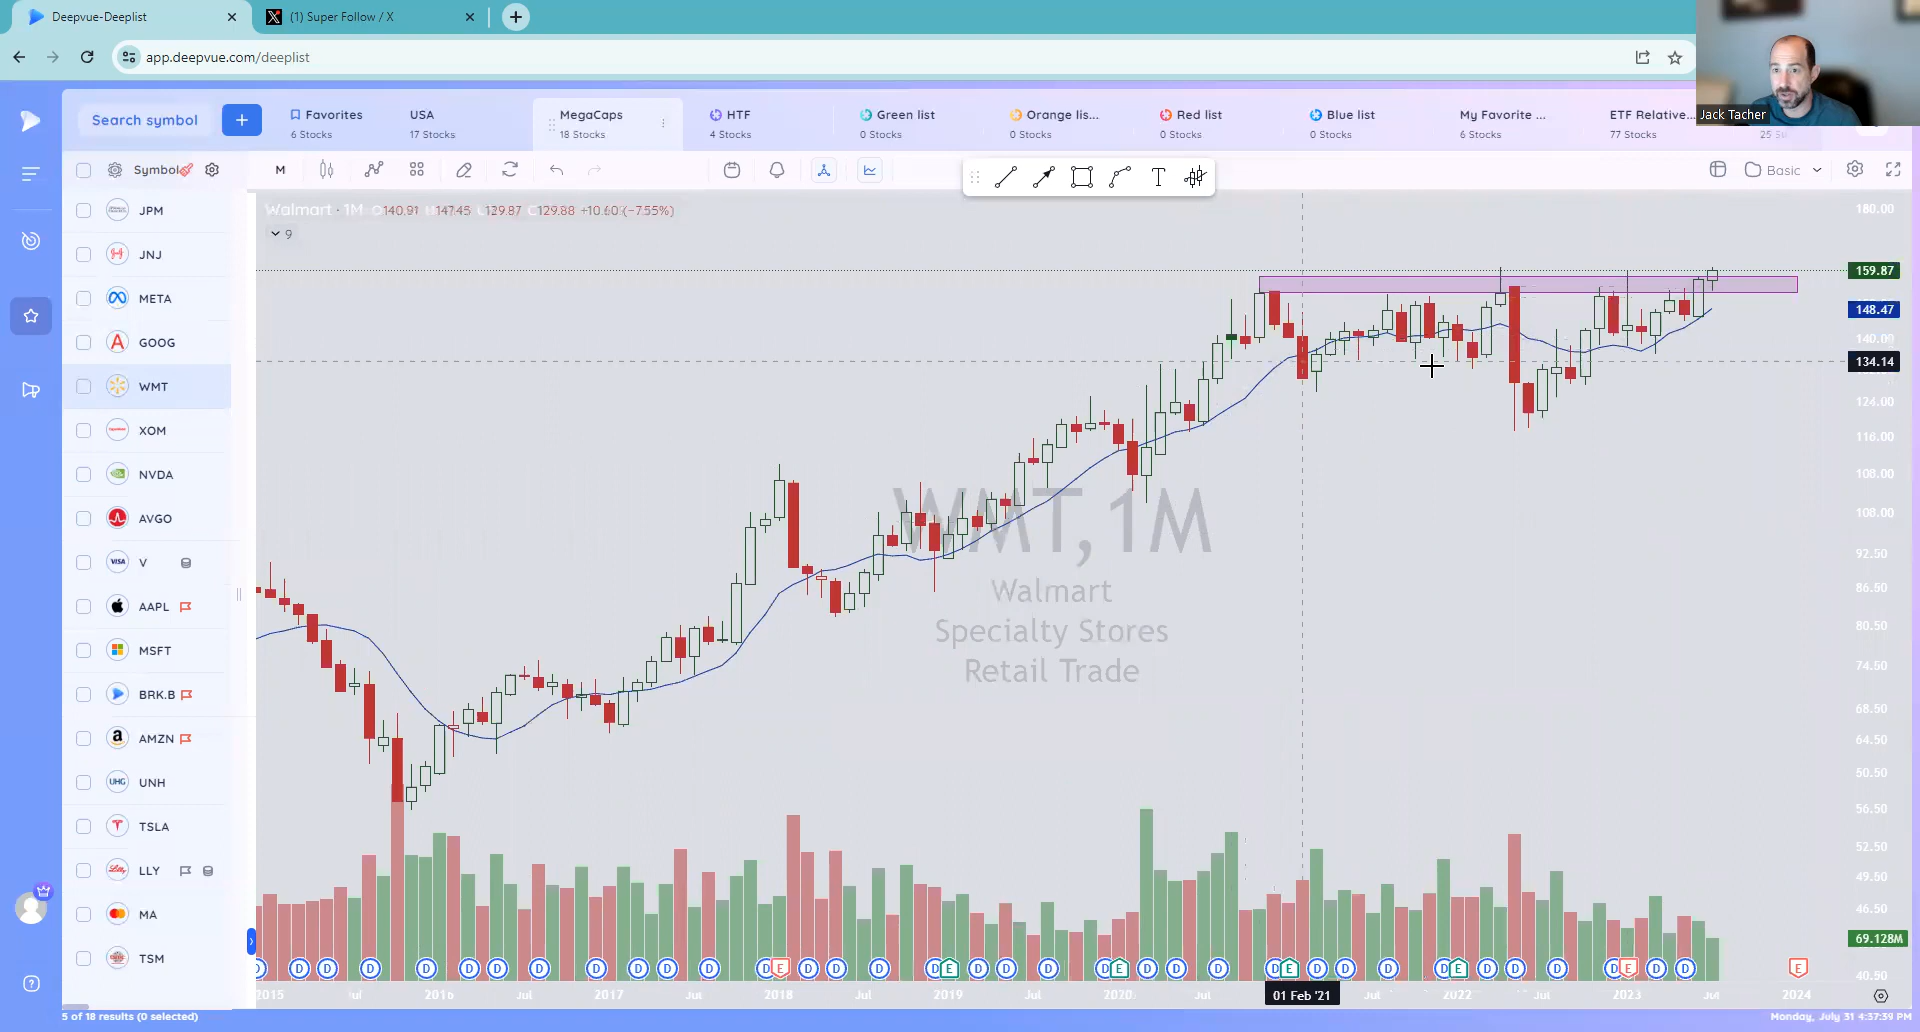 Deepvue-Deeplist
(1) Super Follow / X
app.deepvue.com/deeplist
Jack Tacher
Search symbol
Favorites
6 Stocks
USA
17 Stocks
MegaCaps
18 Stocks
HTF
4 Stocks
Green list
0 Stocks
Orange lis...
0 Stocks
Red list
0 Stocks
Blue list
0 Stocks
My Favorite ...
6 Stocks
ETF Relative...
77 Stocks
Symbol
M
T
Basic
JPM
JNJ
META
GOOG
WMT
XOM
NVDA
AVGO
V
AAPL
MSFT
BRK.B
AMZN
UNH
TSLA
LLY
MA
TSM
Walmart · 1M 140.91 147.45 129.87 129.88 +10.60 (−7.55%)
9
WMT, 1M
Walmart
Specialty Stores
Retail Trade
180.00
159.87
148.47
140.00
134.14
124.00
116.00
108.00
108.00
92.50
86.50
80.50
74.50
68.50
64.50
50.50
56.50
52.50
49.50
46.50
69.128M
40.50
2015 Jul 2016 Jul 2017 Jul 2018 Jul 2019 Jul 2020 Jul 01 Feb '21 Jul 2022 Jul 2023 Jul 2024
5 of 18 results (0 selected)
Monday, July 31 4:37:39 PM